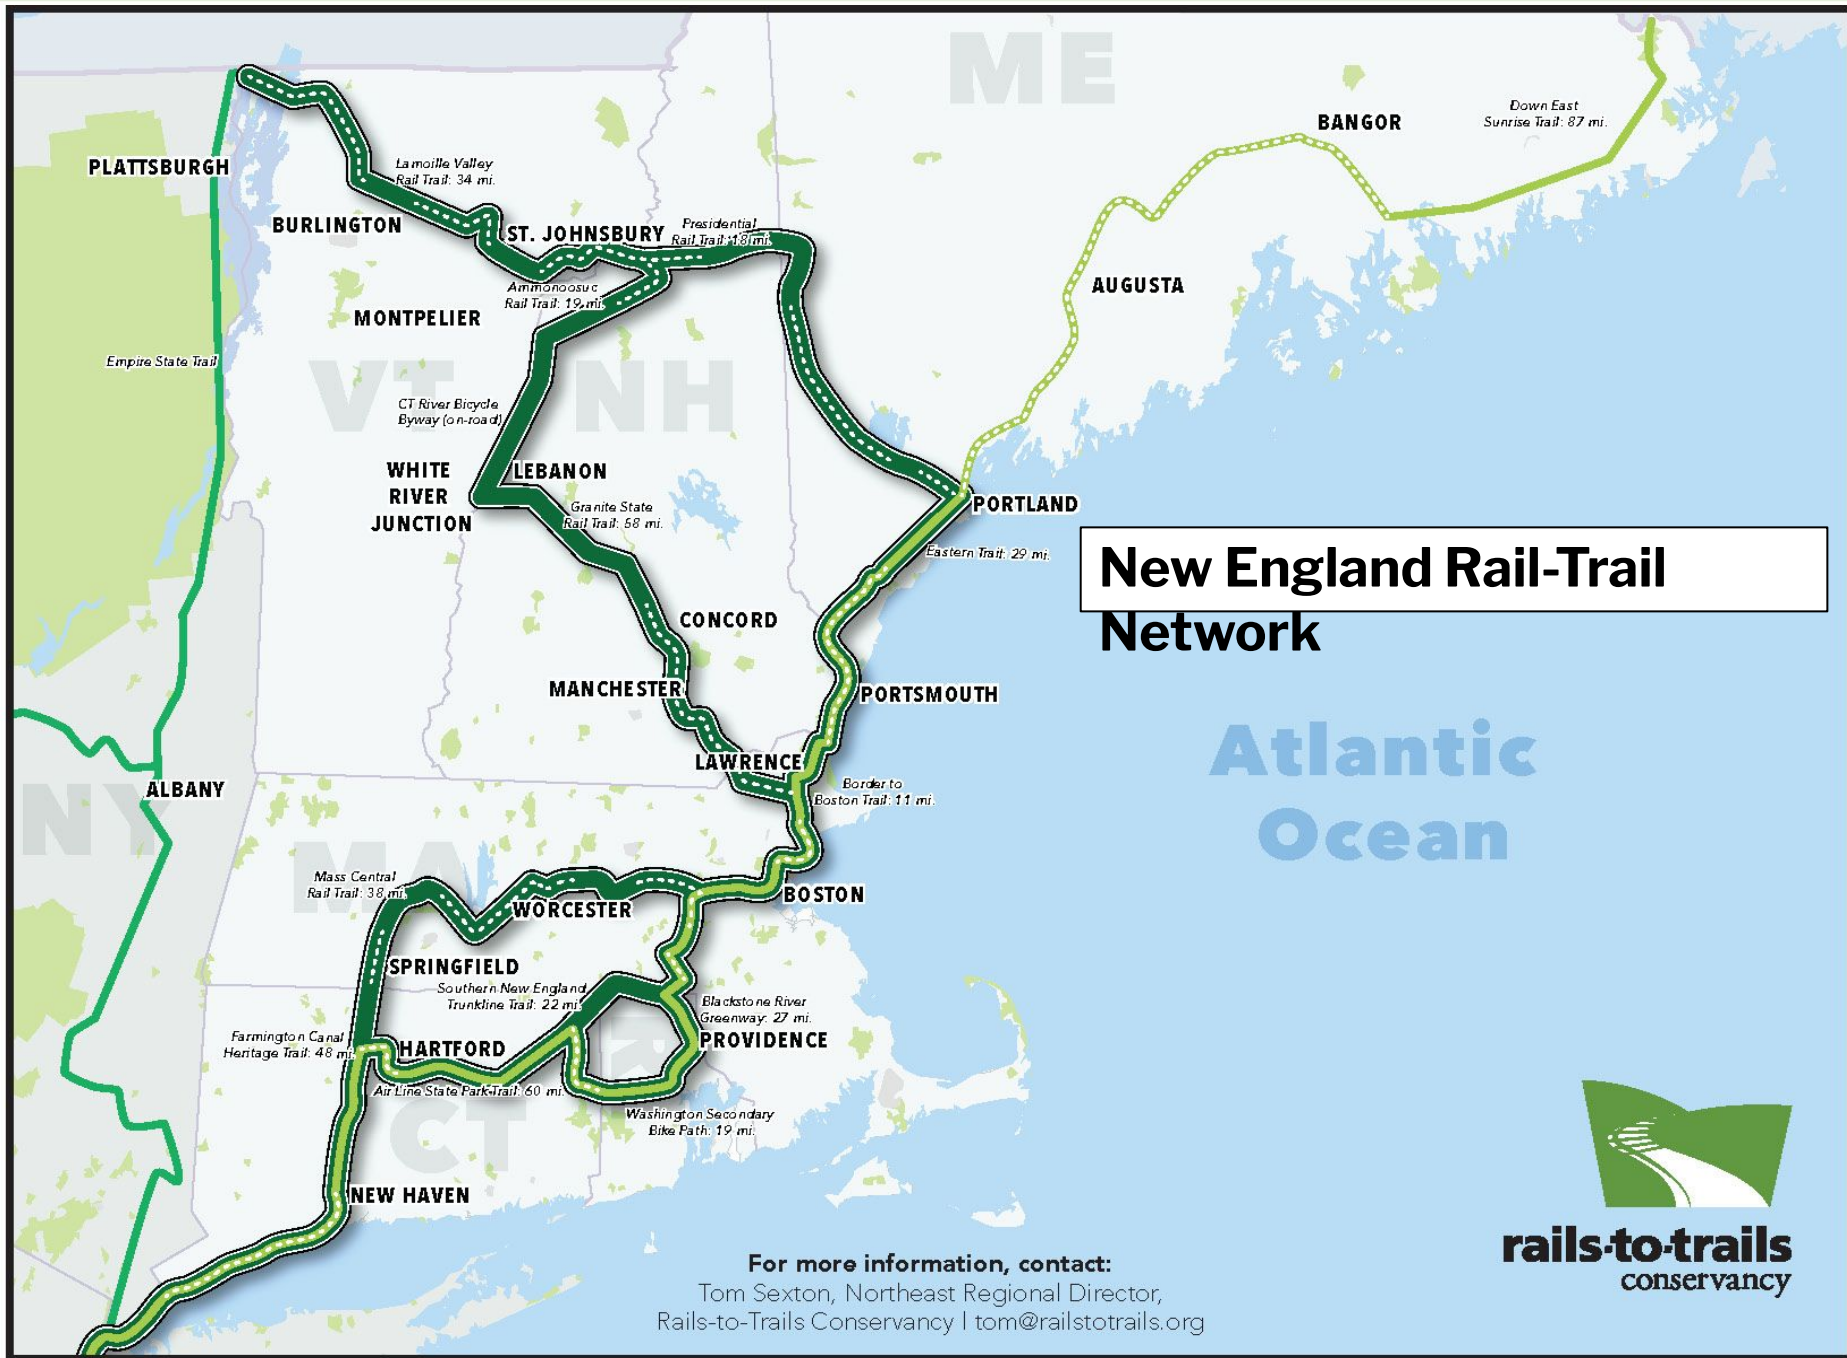 ME
BANGOR
Down East
Sunrise Trail: 87 mi.
PLATTSBURGH
Lamoille Valley
Rail Trail: 34 mi.
BURLINGTON
ST. JOHNSBURY
Presidential
Rail Trail: 18 mi.
AUGUSTA
Ammonoosuc
Rail Trail: 19 mi.
MONTPELIER
Empire State Trail
VT
NH
CT River Bicycle
Byway (on-road)
WHITE
RIVER
JUNCTION
LEBANON
Granite State
Rail Trail: 58 mi.
PORTLAND
Eastern Trail: 29 mi.
New England Rail-Trail
Network
CONCORD
MANCHESTER
PORTSMOUTH
LAWRENCE
Atlantic
Ocean
ALBANY
NY
Border to
Boston Trail: 11 mi.
MA
Mass Central
Rail Trail: 38 mi.
WORCESTER
BOSTON
SPRINGFIELD
Southern New England
Trunkline Trail: 22 mi.
Blackstone River
Greenway: 27 mi.
PROVIDENCE
RI
Farmington Canal
Heritage Trail: 48 mi.
HARTFORD
Air Line State Park Trail: 60 mi.
CT
Washington Secondary
Bike Path: 19 mi.
NEW HAVEN
For more information, contact:
Tom Sexton, Northeast Regional Director,
Rails-to-Trails Conservancy | tom@railstotrails.org
rails-to-trails
conservancy